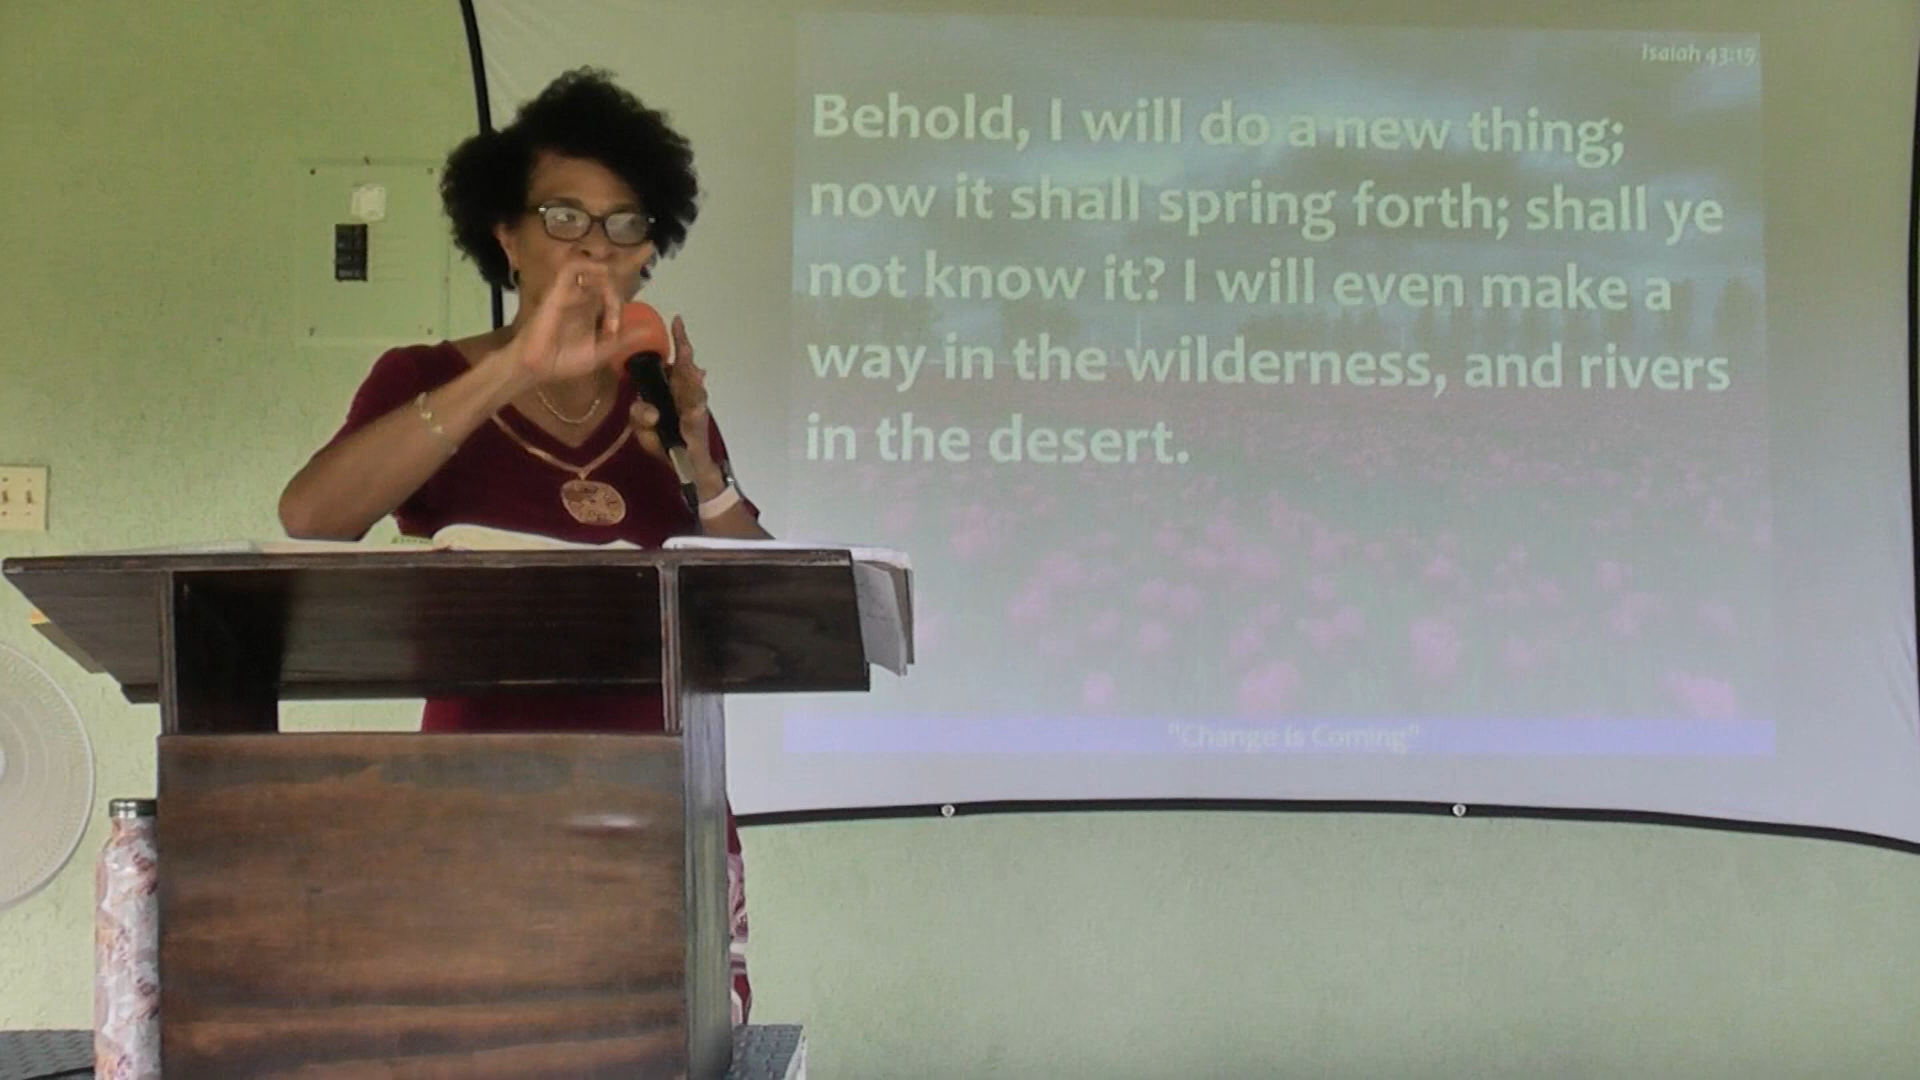 Isaiah 43:19
Behold, I will do a new thing;
now it shall spring forth; shall ye
not know it? I will even make a
way in the wilderness, and rivers
in the desert.
"Change Is Coming"